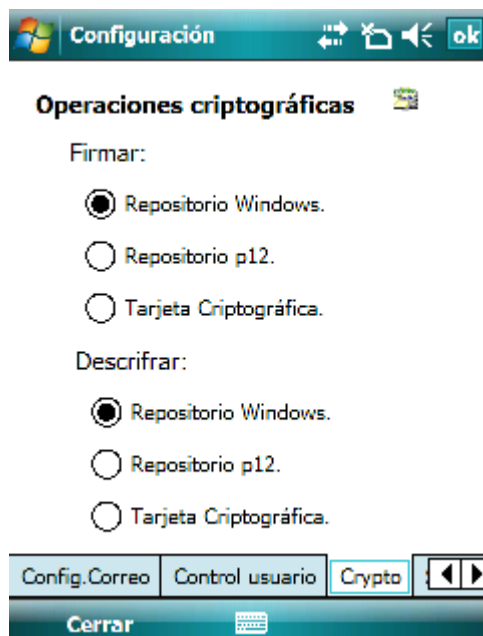 Configuración ok
Operaciones criptográficas
Firmar:
Repositorio Windows.
Repositorio p12.
Tarjeta Criptográfica.
Descrifrar:
Repositorio Windows.
Repositorio p12.
Tarjeta Criptográfica.
Config.Correo Control usuario Crypto
Cerrar